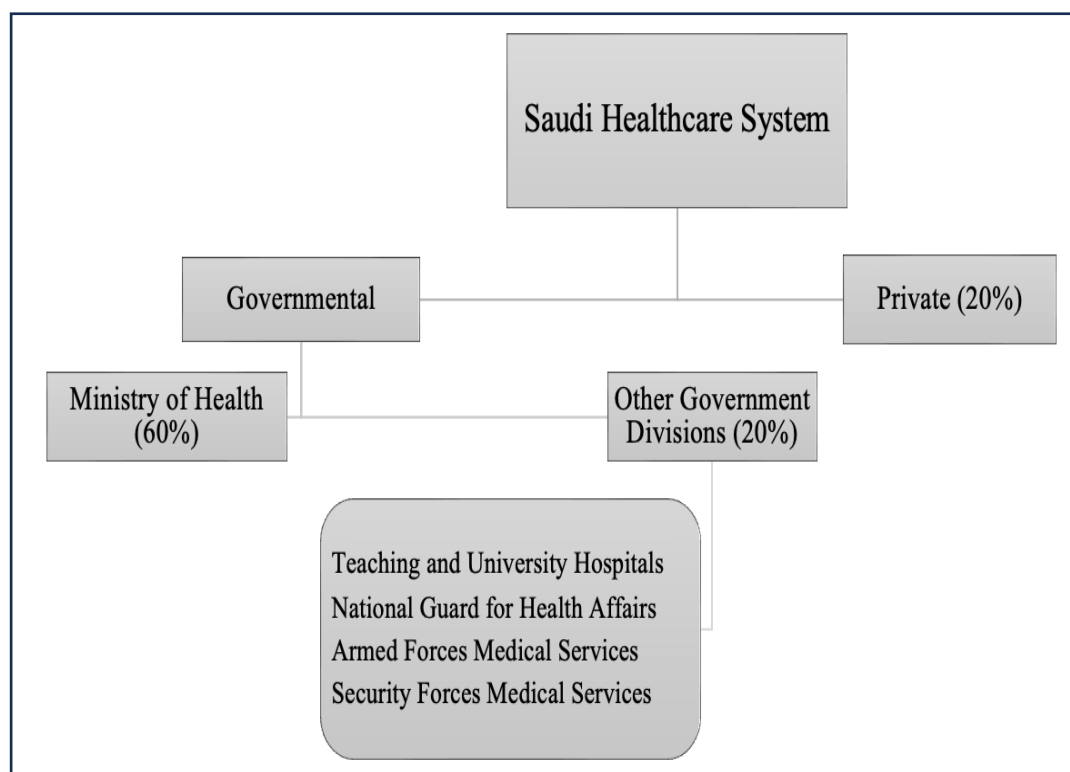 Saudi Healthcare System
Governmental
Private (20%)
Ministry of Health
(60%)
Other Government
Divisions (20%)
Teaching and University Hospitals
National Guard for Health Affairs
Armed Forces Medical Services
Security Forces Medical Services